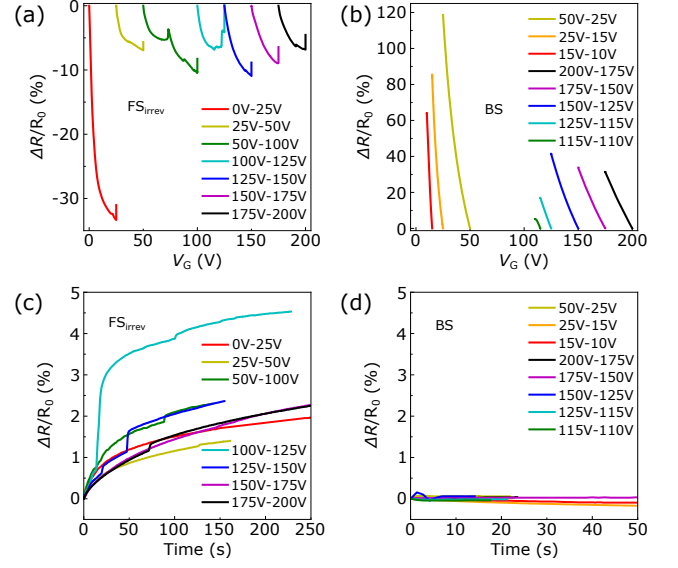 (a)
ΔR/R0 (%)
0
−10
−20
−30
FSirrev
0V-25V
25V-50V
50V-100V
100V-125V
125V-150V
150V-175V
175V-200V
0 50 100 150 200
VG (V)
(b)
ΔR/R0 (%)
120
100
80
60
40
20
0
BS
50V-25V
25V-15V
15V-10V
200V-175V
175V-150V
150V-125V
125V-115V
115V-110V
0 50 100 150 200
VG (V)
(c)
ΔR/R0 (%)
5
4
3
2
1
0
FSirrev
0V-25V
25V-50V
50V-100V
100V-125V
125V-150V
150V-175V
175V-200V
0 50 100 150 200 250
Time (s)
(d)
ΔR/R0 (%)
5
4
3
2
1
0
BS
50V-25V
25V-15V
15V-10V
200V-175V
175V-150V
150V-125V
125V-115V
115V-110V
0 10 20 30 40 50
Time (s)